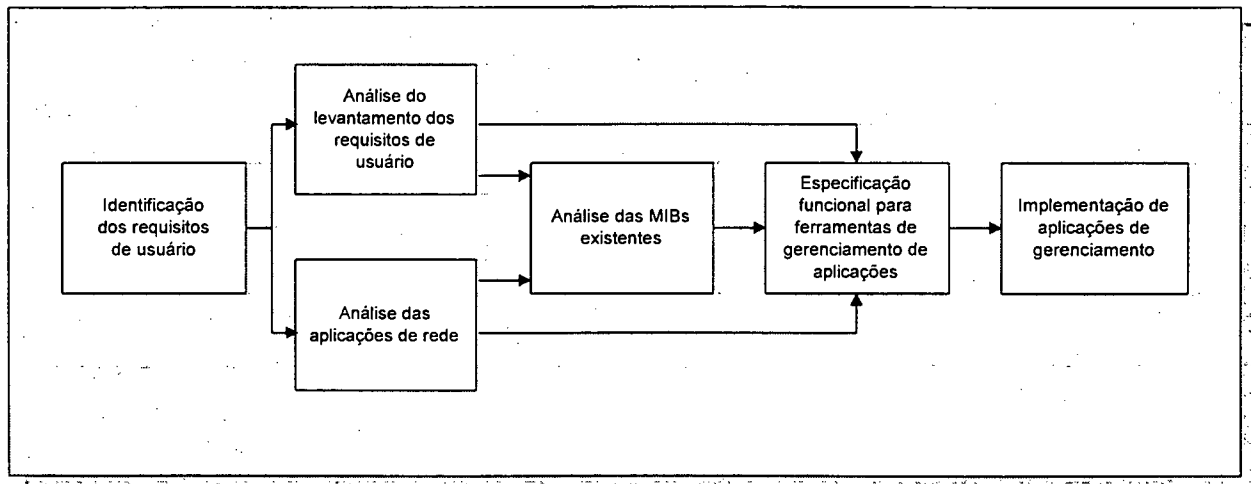 Identificação
dos requisitos
de usuário
Análise do
levantamento dos
requisitos de
usuário
Análise das
aplicações de rede
Análise das MIBs
existentes
Especificação
funcional para
ferramentas de
gerenciamento de
aplicações
Implementação de
aplicações de
gerenciamento